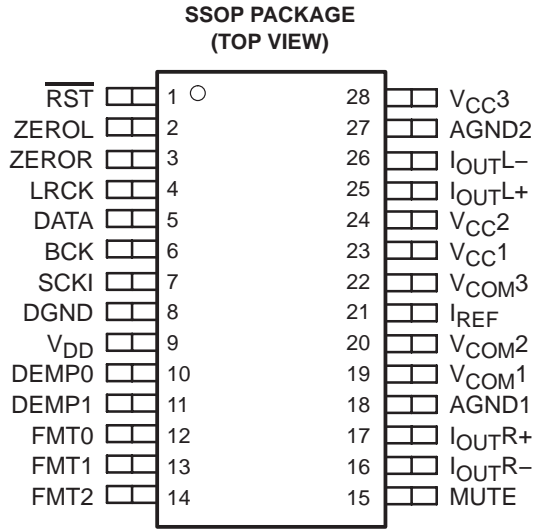 SSOP PACKAGE
(TOP VIEW)
RST 1 28 VCC3
ZEROL 2 27 AGND2
ZEROR 3 26 IOUTL−
LRCK 4 25 IOUTL+
DATA 5 24 VCC2
BCK 6 23 VCC1
SCKI 7 22 VCOM3
DGND 8 21 IREF
VDD 9 20 VCOM2
DEMP0 10 19 VCOM1
DEMP1 11 18 AGND1
FMT0 12 17 IOUTR+
FMT1 13 16 IOUTR−
FMT2 14 15 MUTE